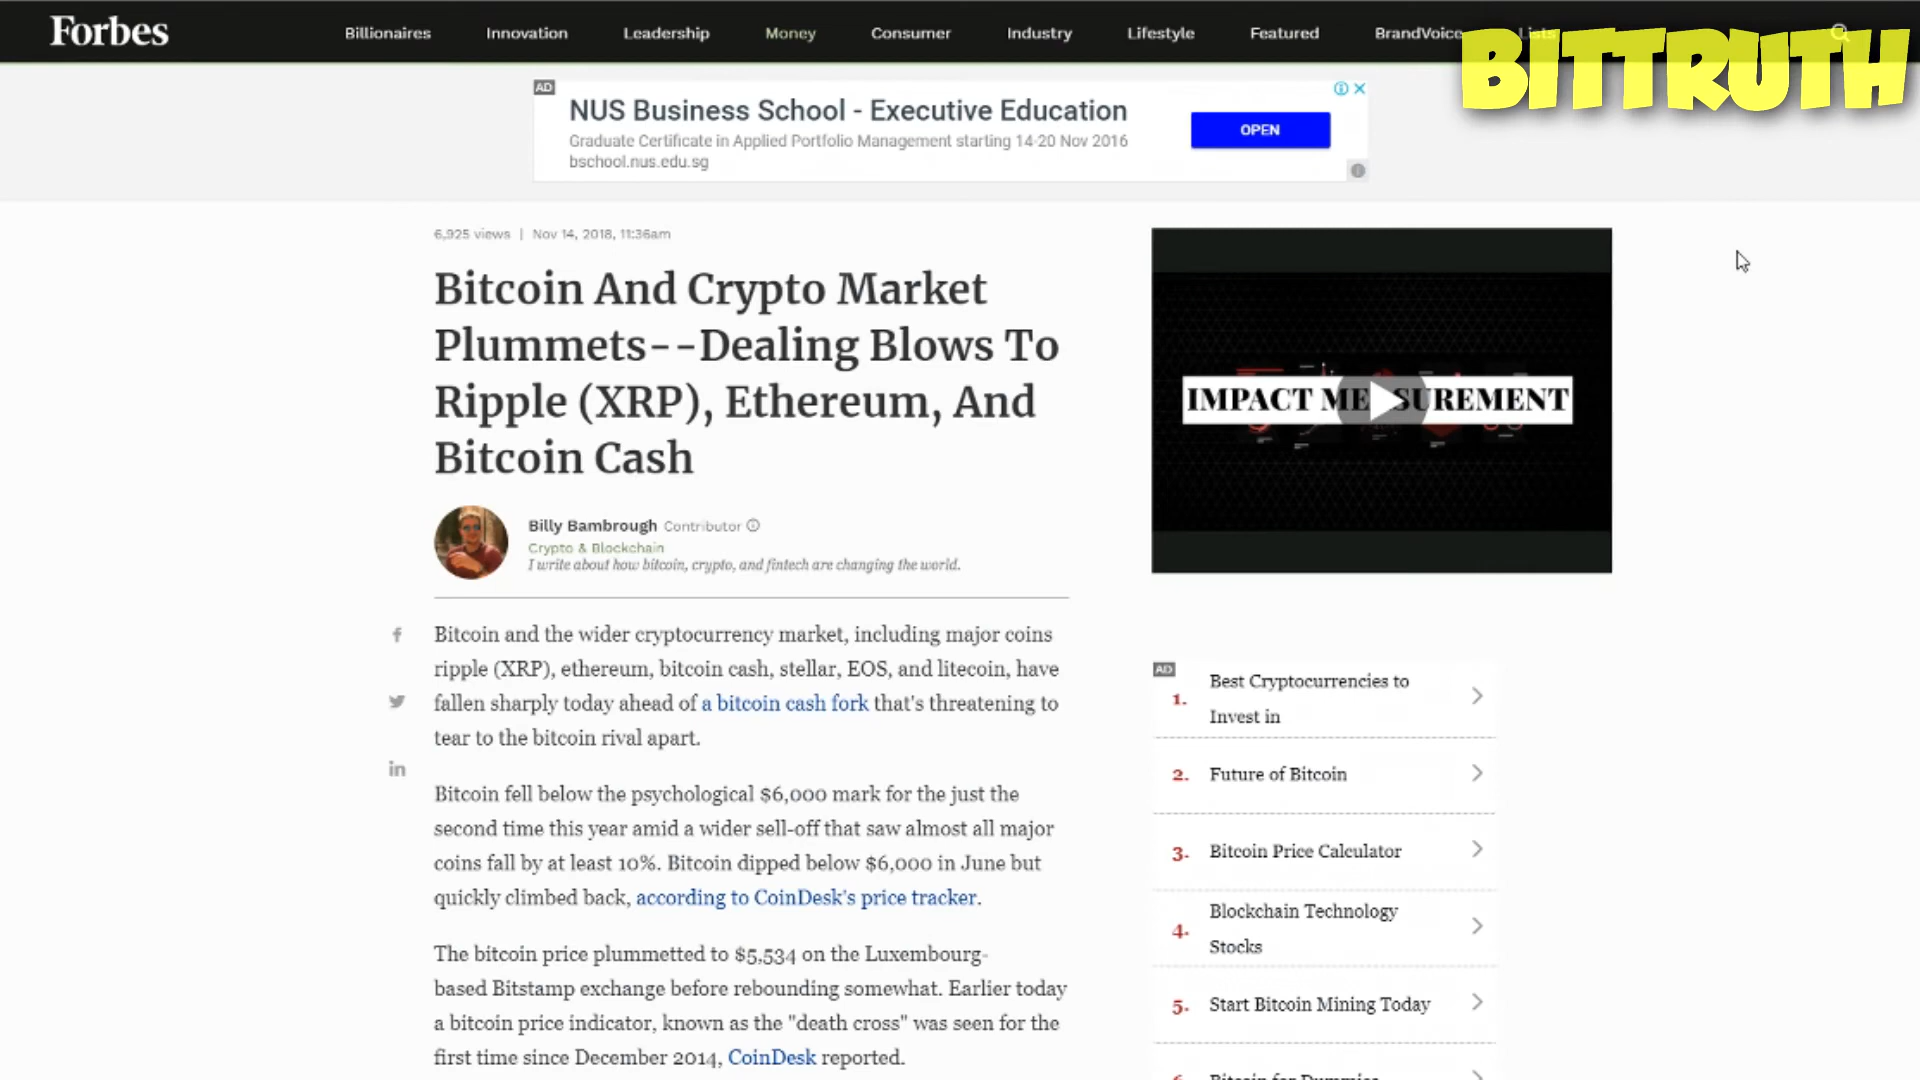 Forbes
Billionaires Innovation Leadership Money Consumer Industry Lifestyle Featured BrandVoice Lists
BITTRUTH
AD
NUS Business School - Executive Education
Graduate Certificate in Applied Portfolio Management starting 14-20 Nov 2016
bschool.nus.edu.sg
OPEN
6,925 views | Nov 14, 2018, 11:36am
Bitcoin And Crypto Market
Plummets--Dealing Blows To
Ripple (XRP), Ethereum, And
Bitcoin Cash
Billy Bambrough Contributor
Crypto & Blockchain
I write about how bitcoin, crypto, and fintech are changing the world.
Bitcoin and the wider cryptocurrency market, including major coins
ripple (XRP), ethereum, bitcoin cash, stellar, EOS, and litecoin, have
fallen sharply today ahead of a bitcoin cash fork that's threatening to
tear to the bitcoin rival apart.
Bitcoin fell below the psychological $6,000 mark for the just the
second time this year amid a wider sell-off that saw almost all major
coins fall by at least 10%. Bitcoin dipped below $6,000 in June but
quickly climbed back, according to CoinDesk's price tracker.
The bitcoin price plummetted to $5,534 on the Luxembourg-
based Bitstamp exchange before rebounding somewhat. Earlier today
a bitcoin price indicator, known as the "death cross" was seen for the
first time since December 2014, CoinDesk reported.
IMPACT MEASUREMENT
AD
1. Best Cryptocurrencies to
Invest in
2. Future of Bitcoin
3. Bitcoin Price Calculator
4. Blockchain Technology
Stocks
5. Start Bitcoin Mining Today
6. Bitcoin for Dummies